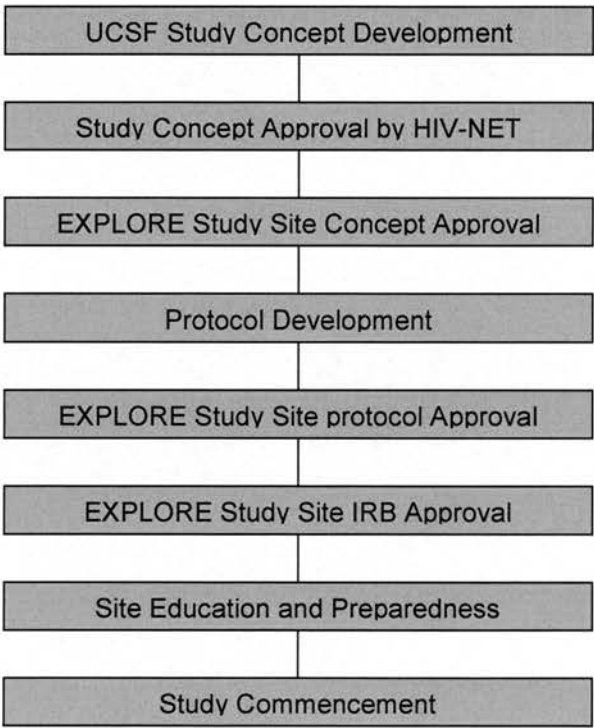 UCSF Study Concept Development
Study Concept Approval by HIV-NET
EXPLORE Study Site Concept Approval
Protocol Development
EXPLORE Study Site protocol Approval
EXPLORE Study Site IRB Approval
Site Education and Preparedness
Study Commencement